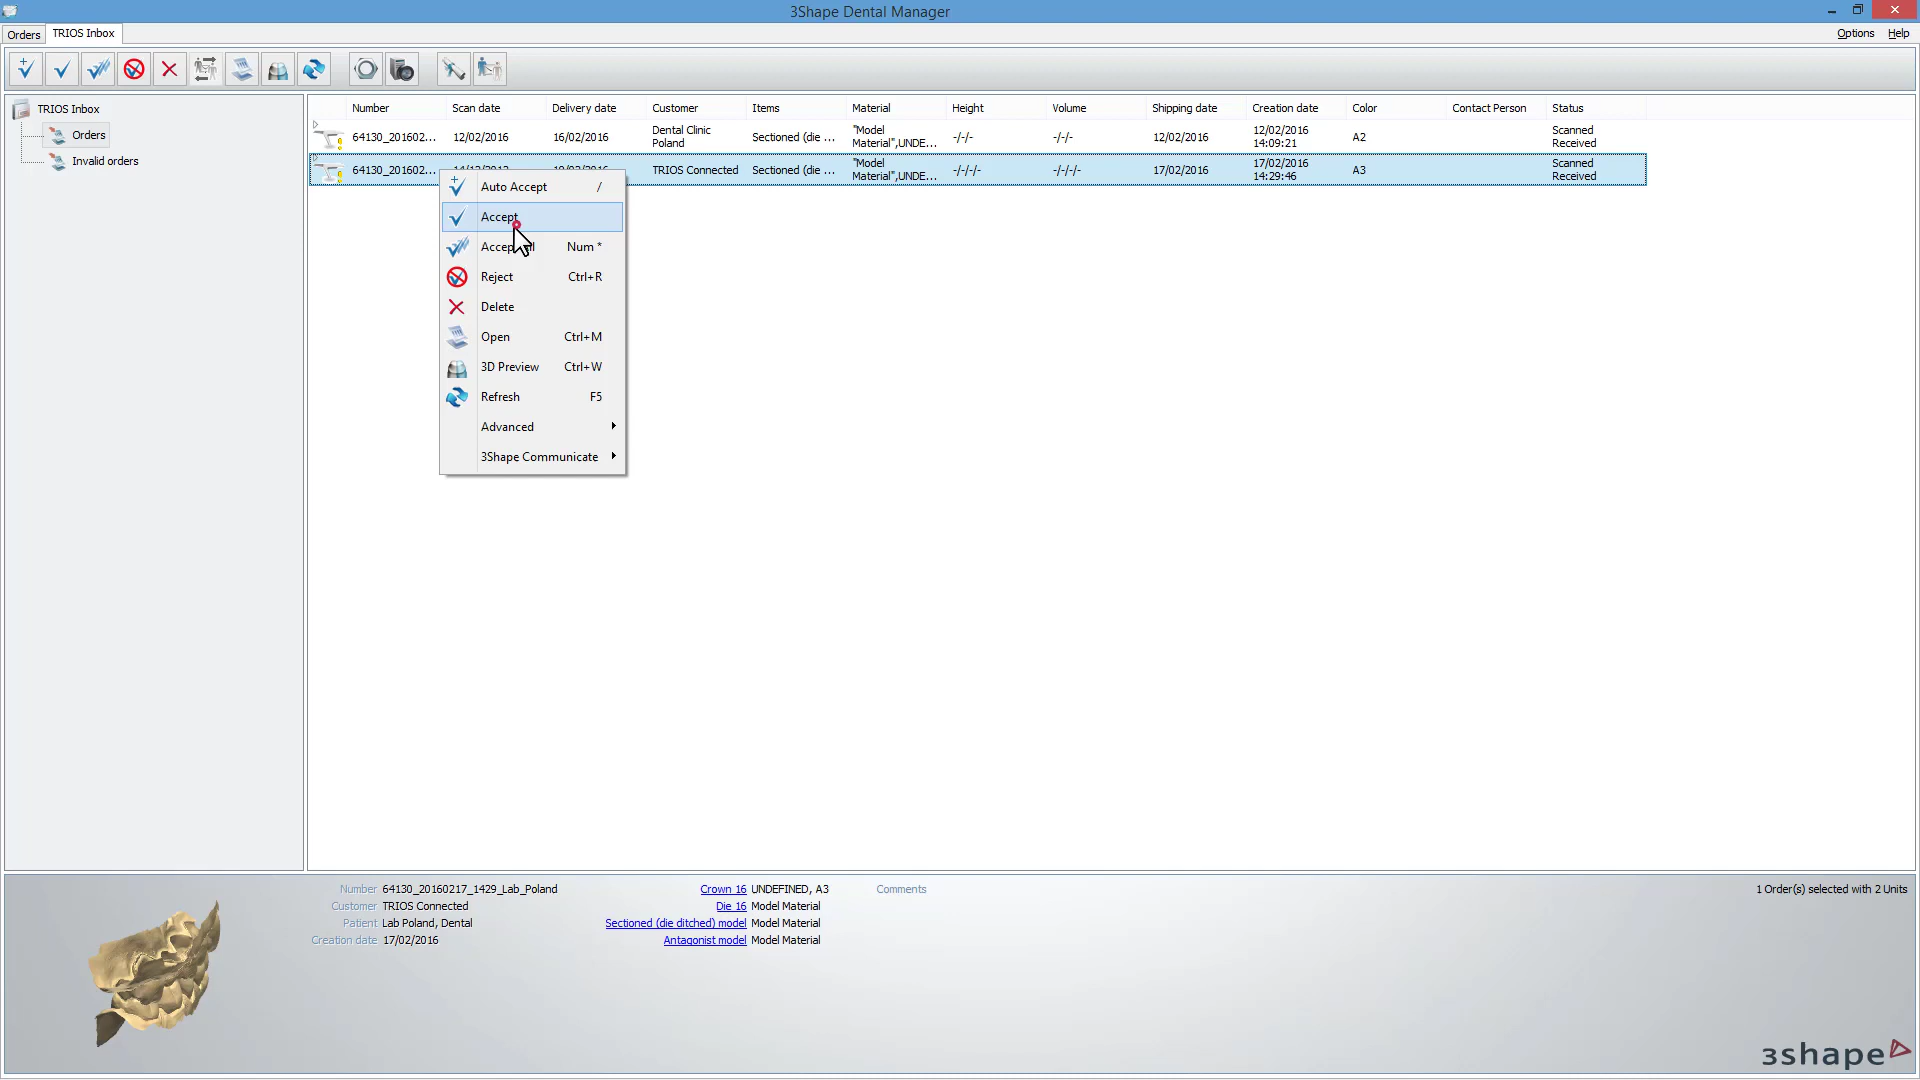 3Shape Dental Manager
Orders
TRIOS Inbox
Options
Help
TRIOS Inbox
Orders
Invalid orders
Number
Scan date
Delivery date
Customer
Items
Material
Height
Volume
Shipping date
Creation date
Color
Contact Person
Status
64130_201602...
12/02/2016
16/02/2016
Dental Clinic
Poland
Sectioned (die ...
"Model
Material",UNDE...
-/-/-
-/-/-
12/02/2016
12/02/2016
14:09:21
A2
Scanned
Received
64130_201602...
TRIOS Connected
Sectioned (die ...
"Model
Material",UNDE...
-/-/-/-
-/-/-/-
17/02/2016
17/02/2016
14:29:46
A3
Scanned
Received
Auto Accept /
Accept
Num *
Reject Ctrl+R
Delete
Open Ctrl+M
3D Preview Ctrl+W
Refresh F5
Advanced
3Shape Communicate
Number 64130_20160217_1429_Lab_Poland
Customer TRIOS Connected
Patient Lab Poland, Dental
Creation date 17/02/2016
Crown 16 UNDEFINED, A3
Die 16 Model Material
Sectioned (die ditched) model Model Material
Antagonist model Model Material
Comments
1 Order(s) selected with 2 Units
3shape